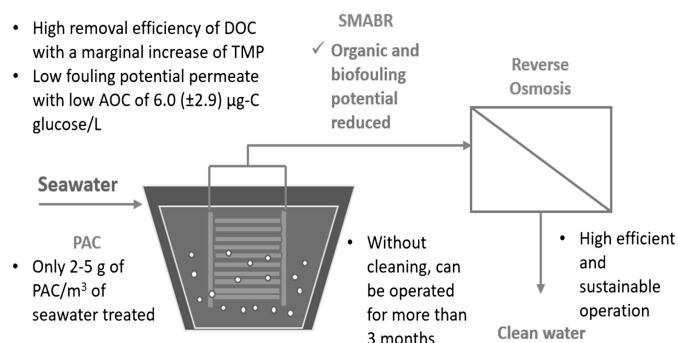 • High removal efficiency of DOC
with a marginal increase of TMP
• Low fouling potential permeate
with low AOC of 6.0 (±2.9) µg-C
glucose/L
SMABR
✓ Organic and
biofouling
potential
reduced
Reverse
Osmosis
Seawater
PAC
• Only 2-5 g of
PAC/m³ of
seawater treated
• Without
cleaning, can
be operated
for more than
3 months
• High efficient
and
sustainable
operation
Clean water